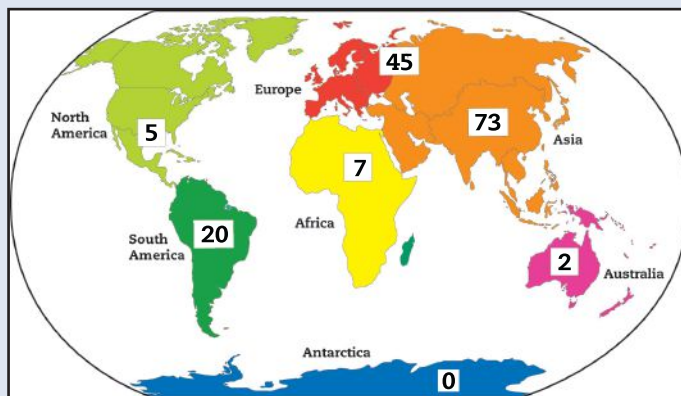 45
Europe
North
America
5
73
Asia
7
Africa
20
South
America
2
Australia
Antarctica
0